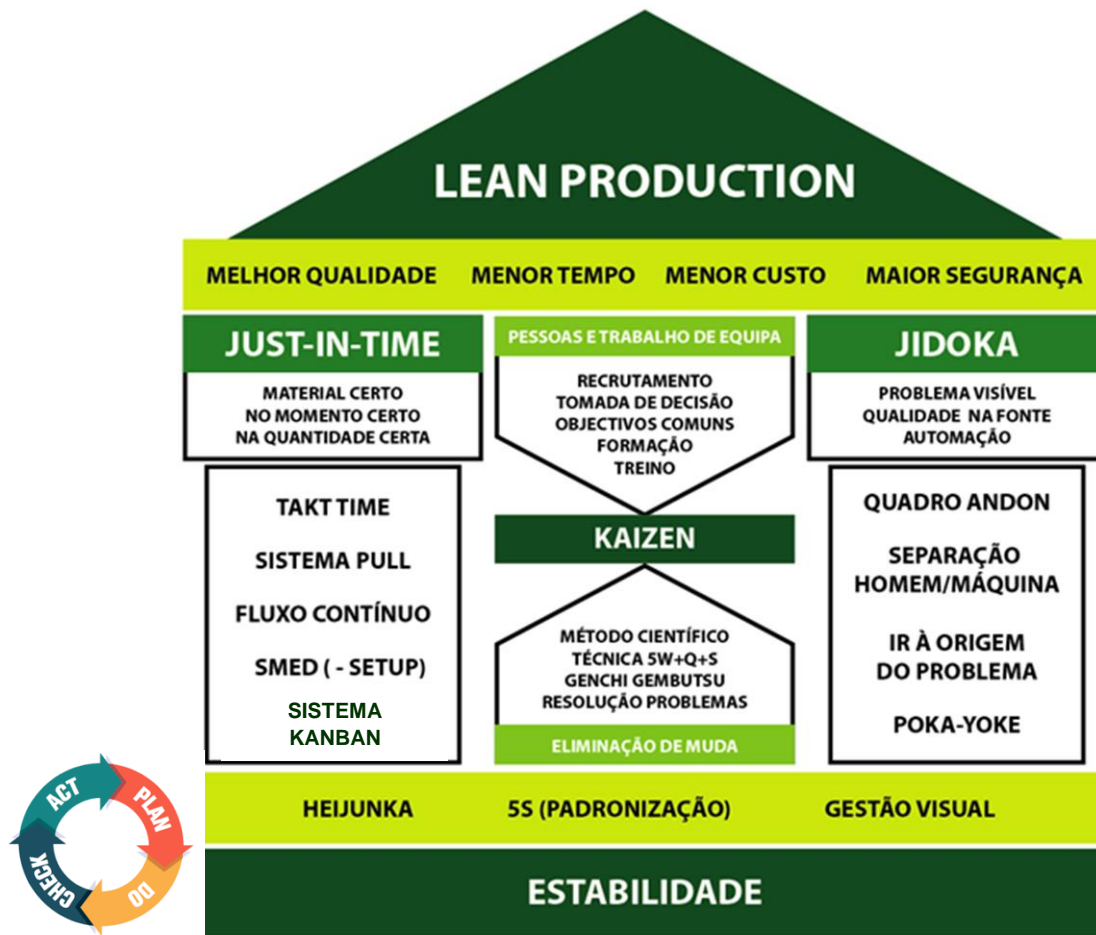 LEAN PRODUCTION
MELHOR QUALIDADE MENOR TEMPO MENOR CUSTO MAIOR SEGURANÇA
JUST-IN-TIME
MATERIAL CERTO
NO MOMENTO CERTO
NA QUANTIDADE CERTA
TAKT TIME
SISTEMA PULL
FLUXO CONTÍNUO
SMED ( - SETUP)
SISTEMA
KANBAN
PESSOAS E TRABALHO DE EQUIPA
RECRUTAMENTO
TOMADA DE DECISÃO
OBJECTIVOS COMUNS
FORMAÇÃO
TREINO
KAIZEN
MÉTODO CIENTÍFICO
TÉCNICA 5W+Q+S
GENCHI GEMBUTSU
RESOLUÇÃO PROBLEMAS
ELIMINAÇÃO DE MUDA
JIDOKA
PROBLEMA VISÍVEL
QUALIDADE NA FONTE
AUTOMAÇÃO
QUADRO ANDON
SEPARAÇÃO
HOMEM/MÁQUINA
IR À ORIGEM
DO PROBLEMA
POKA-YOKE
HEIJUNKA 5S (PADRONIZAÇÃO) GESTÃO VISUAL
ESTABILIDADE
PLAN
DO
CHECK
ACT